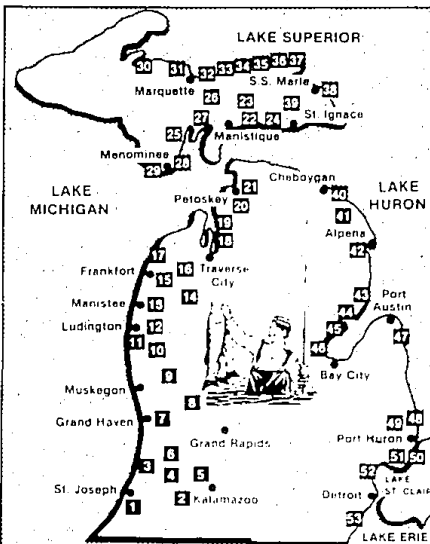 LAKE SUPERIOR
30 31 32 33 34 35 36 37
S.S. Marie
Marquette
26 23 38
39
St. Ignace
27 22 24
25 Manistique
Menominee
29 28
Cheboygan
LAKE
MICHIGAN
LAKE
HURON
Petoskey 21
20
40
41
Alpena
19
18
42
17
Frankfort 16
15
Traverse
City
14
43
Manistee 13
44
Port
Austin
Ludington 12
45
11
10
46
47
Bay City
9
Muskegon
8
Grand Haven 7
Grand Rapids
49 48
Port Huron
6
3
4 5
51 50
52
LAKE
ST. CLAIR
St. Joseph
2 Kalamazoo
Detroit
1
53
LAKE ERIE